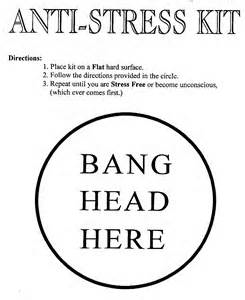 ANTI-STRESS KIT
Directions:
1. Place kit on a Flat hard surface.
2. Follow the directions provided in the circle.
3. Repeat until you are Stress Free or become unconscious,
(which ever comes first.)
BANG
HEAD
HERE